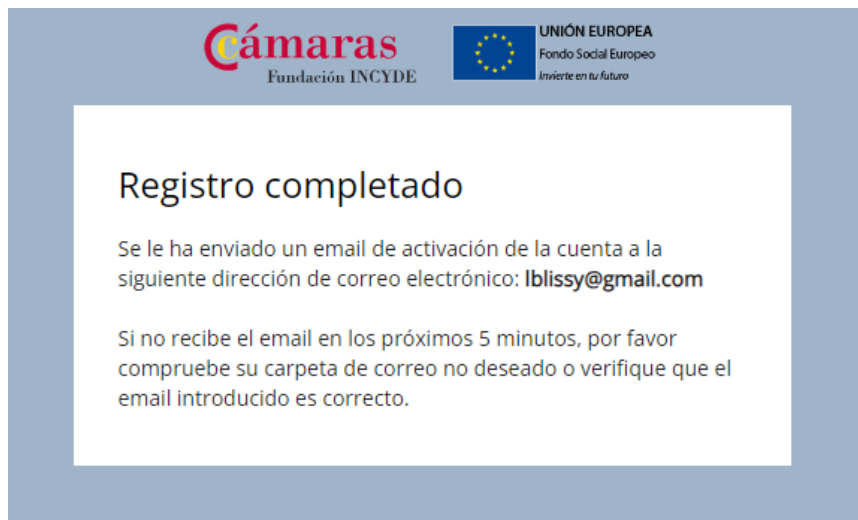 Cámaras
Fundación INCYDE
UNIÓN EUROPEA
Fondo Social Europeo
Invierte en tu futuro
Registro completado
Se le ha enviado un email de activación de la cuenta a la
siguiente dirección de correo electrónico: lblissy@gmail.com
Si no recibe el email en los próximos 5 minutos, por favor
compruebe su carpeta de correo no deseado o verifique que el
email introducido es correcto.